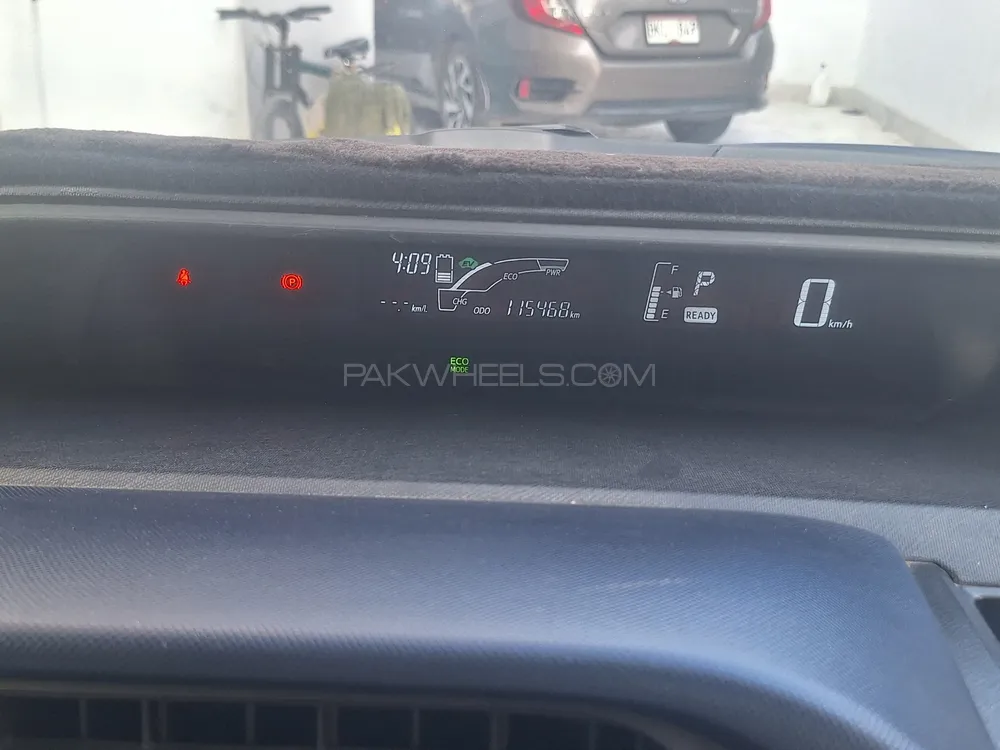 4:09
EV
ECO
PWR
CHG
-.- km/L
ODO 115468 km
F
E
P
READY
0 km/h
P
ECO
MODE
PAKWHEELS.COM